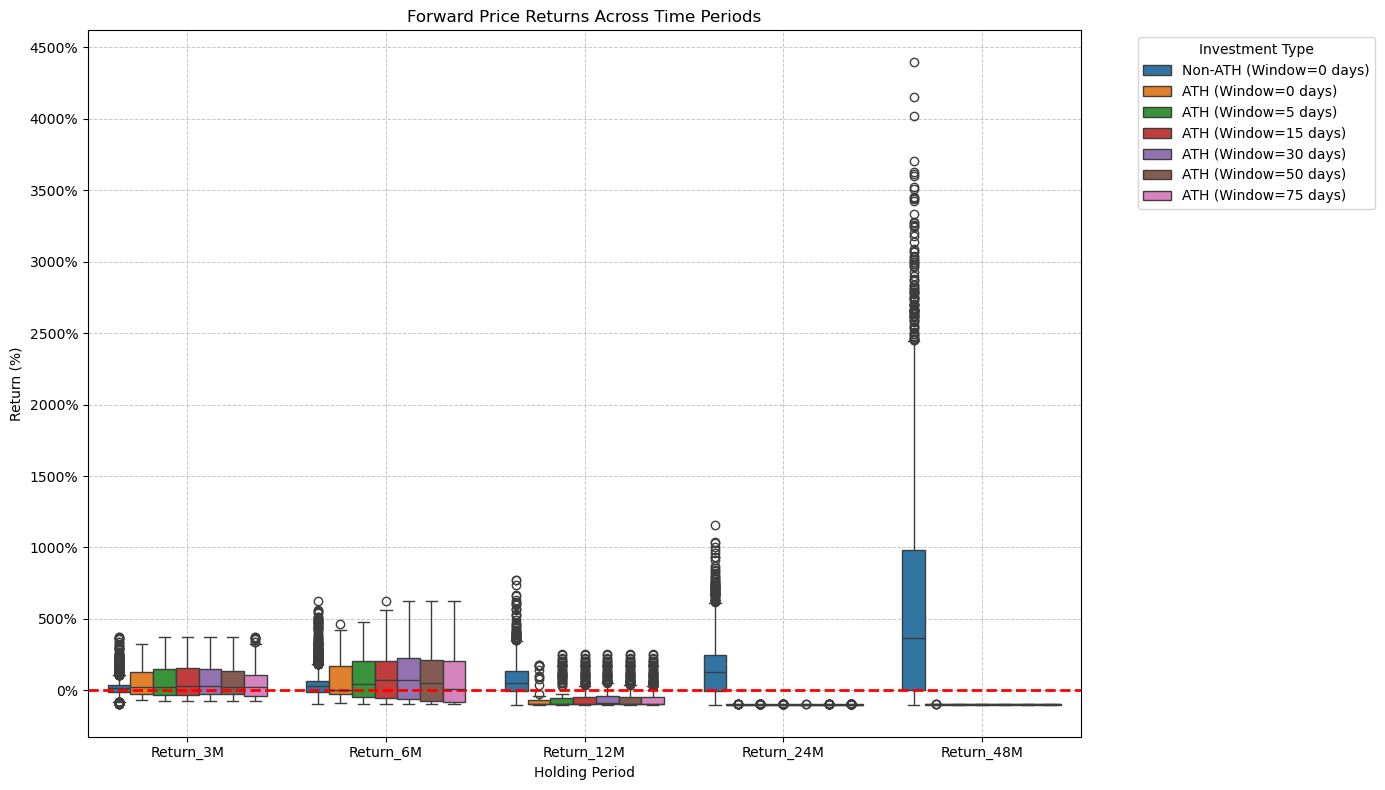 Forward Price Returns Across Time Periods
Return (%)
4500%
4000%
3500%
3000%
2500%
2000%
1500%
1000%
500%
0%
Return_3M
Return_6M
Return_12M
Return_24M
Return_48M
Holding Period
Investment Type
Non-ATH (Window=0 days)
ATH (Window=0 days)
ATH (Window=5 days)
ATH (Window=15 days)
ATH (Window=30 days)
ATH (Window=50 days)
ATH (Window=75 days)